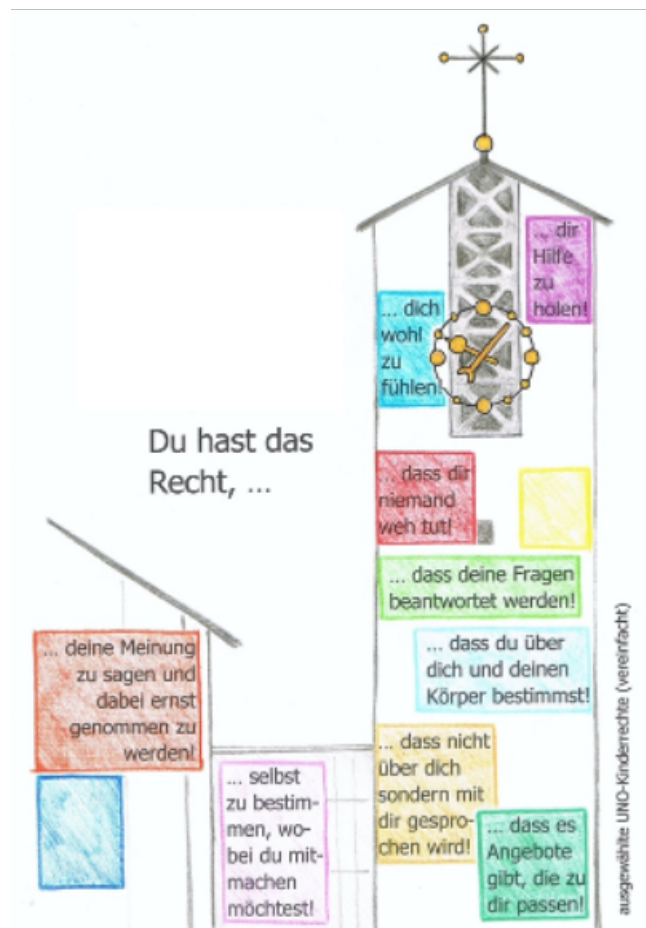 Du hast das
Recht, ...
... dir
Hilfe
zu
holen!
... dich
wohl
zu
fühlen!
... dass dir
niemand
weh tut!
... dass deine Fragen
beantwortet werden!
... dass du über
dich und deinen
Körper bestimmst!
... deine Meinung
zu sagen und
dabei ernst
genommen zu
werden!
... selbst
zu bestim-
men, wo-
bei du mit-
machen
möchtest!
... dass nicht
über dich
sondern mit
dir gespro-
chen wird!
... dass es
Angebote
gibt, die zu
dir passen!
ausgewählte UNO-Kinderrechte (vereinfacht)